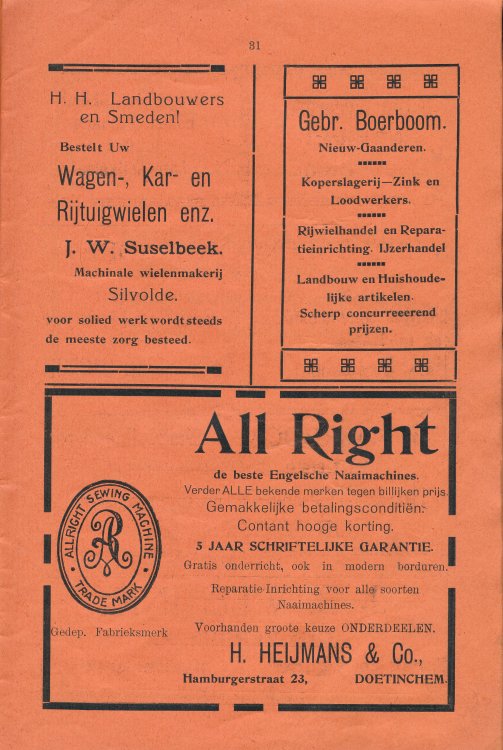 31
H. H. Landbouwers
en Smeden!
Bestelt Uw
Wagen-, Kar- en
Rijtuigwielen enz.
J. W. Suselbeek.
Machinale wielenmakerij
Silvolde.
voor solied werk wordt steeds
de meeste zorg besteed.
Gebr. Boerboom.
Nieuw-Gaanderen.
Koperslagerij—Zink en
Loodwerkers.
Rijwielhandel en Repara-
tieinrichting. IJzerhandel
Landbouw en Huishoude-
lijke artikelen.
Scherp concurreeerend
prijzen.
All Right
de beste Engelsche Naaimachines.
Verder ALLE bekende merken tegen billijken prijs.
Gemakkelijke betalingsconditiën:
Contant hooge korting.
5 JAAR SCHRIFTELIJKE GARANTIE.
Gratis onderricht, ook in modern borduren.
Reparatie-Inrichting voor alle soorten
Naaimachines.
Voorhanden groote keuze ONDERDEELEN.
H. HEIJMANS & Co.,
Hamburgerstraat 23, DOETINCHEM.
ALLRIGHT SEWING MACHINE
AR
TRADE MARK
Gedep. Fabrieksmerk